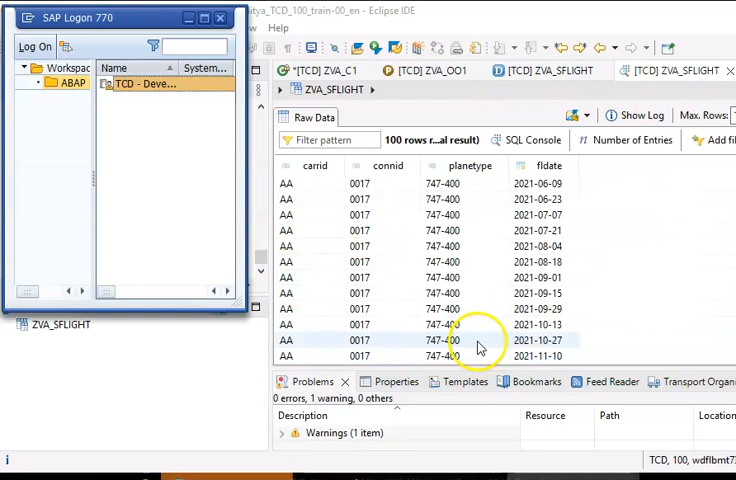 SAP Logon 770
utya_TCD_100_train-00_en - Eclipse IDE
Help
Log On
Name
System...
Workspac
ABAP
TCD - Deve...
*[TCD] ZVA_C1
[TCD] ZVA_OO1
[TCD] ZVA_SFLIGHT
[TCD] ZVA_SFLIGHT
ZVA_SFLIGHT
Raw Data
Show Log
Max. Rows:
Filter pattern
100 rows r...al result)
SQL Console
Number of Entries
Add fil
carrid connid planetype fldate
AA 0017 747-400 2021-06-09
AA 0017 747-400 2021-06-23
AA 0017 747-400 2021-07-07
AA 0017 747-400 2021-07-21
AA 0017 747-400 2021-08-04
AA 0017 747-400 2021-08-18
AA 0017 747-400 2021-09-01
AA 0017 747-400 2021-09-15
AA 0017 747-400 2021-09-29
AA 0017 747-400 2021-10-13
AA 0017 747-400 2021-10-27
AA 0017 747-400 2021-11-10
ZVA_SFLIGHT
Problems
Properties
Templates
Bookmarks
Feed Reader
Transport Organi
0 errors, 1 warning, 0 others
Description Resource Path Location
Warnings (1 item)
TCD, 100, wdflbmt73